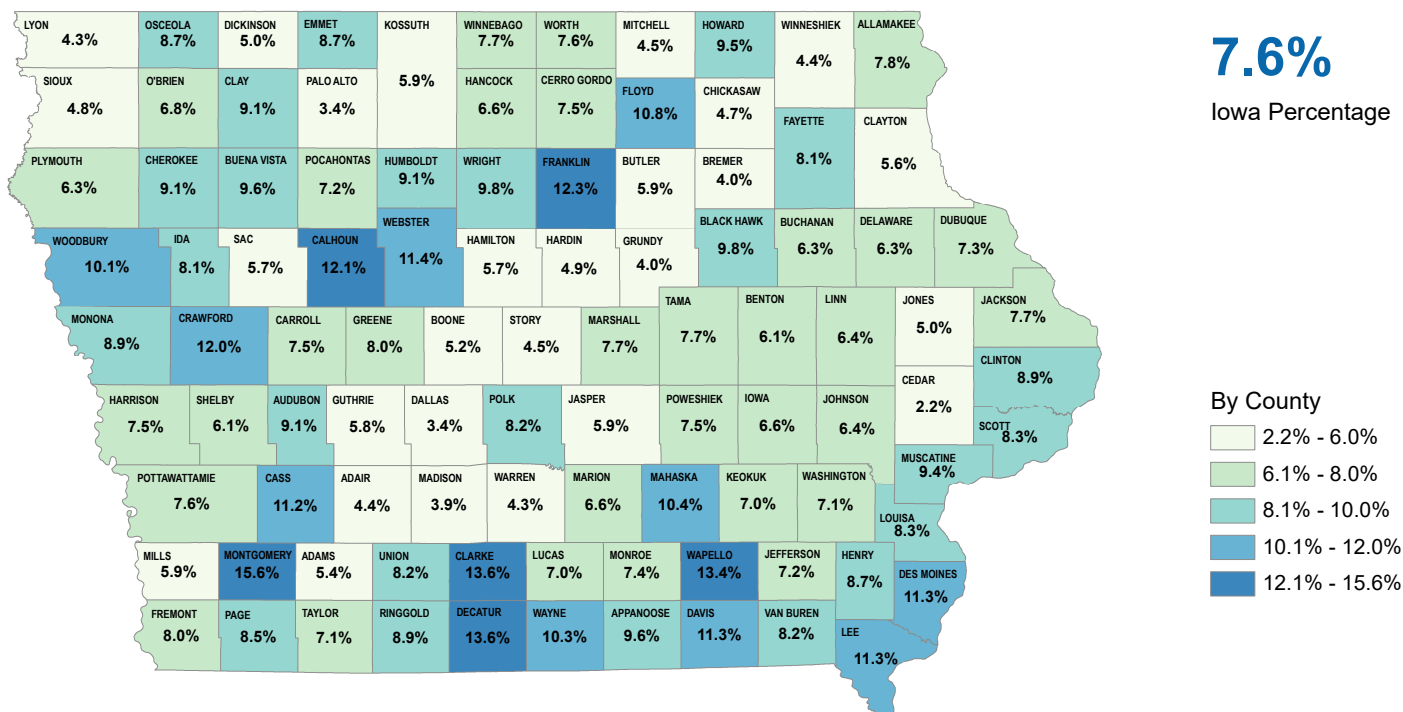 LYON
4.3%
OSCEOLA
8.7%
DICKINSON
5.0%
EMMET
8.7%
KOSSUTH
5.9%
WINNEBAGO
7.7%
WORTH
7.6%
MITCHELL
4.5%
HOWARD
9.5%
WINNESHIEK
4.4%
ALLAMAKEE
7.8%
SIOUX
4.8%
O'BRIEN
6.8%
CLAY
9.1%
PALO ALTO
3.4%
HANCOCK
6.6%
CERRO GORDO
7.5%
FLOYD
10.8%
CHICKASAW
4.7%
FAYETTE
8.1%
CLAYTON
5.6%
PLYMOUTH
6.3%
CHEROKEE
9.1%
BUENA VISTA
9.6%
POCAHONTAS
7.2%
HUMBOLDT
9.1%
WRIGHT
9.8%
FRANKLIN
12.3%
BUTLER
5.9%
BREMER
4.0%
WOODBURY
10.1%
IDA
8.1%
SAC
5.7%
CALHOUN
12.1%
WEBSTER
11.4%
HAMILTON
5.7%
HARDIN
4.9%
GRUNDY
4.0%
BLACK HAWK
9.8%
BUCHANAN
6.3%
DELAWARE
6.3%
DUBUQUE
7.3%
MONONA
8.9%
CRAWFORD
12.0%
CARROLL
7.5%
GREENE
8.0%
BOONE
5.2%
STORY
4.5%
MARSHALL
7.7%
TAMA
7.7%
BENTON
6.1%
LINN
6.4%
JONES
5.0%
JACKSON
7.7%
CLINTON
8.9%
CEDAR
2.2%
HARRISON
7.5%
SHELBY
6.1%
AUDUBON
9.1%
GUTHRIE
5.8%
DALLAS
3.4%
POLK
8.2%
JASPER
5.9%
POWESHIEK
7.5%
IOWA
6.6%
JOHNSON
6.4%
SCOTT
8.3%
MUSCATINE
9.4%
POTTAWATTAMIE
7.6%
CASS
11.2%
ADAIR
4.4%
MADISON
3.9%
WARREN
4.3%
MARION
6.6%
MAHASKA
10.4%
KEOKUK
7.0%
WASHINGTON
7.1%
LOUISA
8.3%
MILLS
5.9%
MONTGOMERY
15.6%
ADAMS
5.4%
UNION
8.2%
CLARKE
13.6%
LUCAS
7.0%
MONROE
7.4%
WAPELLO
13.4%
JEFFERSON
7.2%
HENRY
8.7%
DES MOINES
11.3%
FREMONT
8.0%
PAGE
8.5%
TAYLOR
7.1%
RINGGOLD
8.9%
DECATUR
13.6%
WAYNE
10.3%
APPANOOSE
9.6%
DAVIS
11.3%
VAN BUREN
8.2%
LEE
11.3%
7.6%
Iowa Percentage
By County
2.2% - 6.0%
6.1% - 8.0%
8.1% - 10.0%
10.1% - 12.0%
12.1% - 15.6%